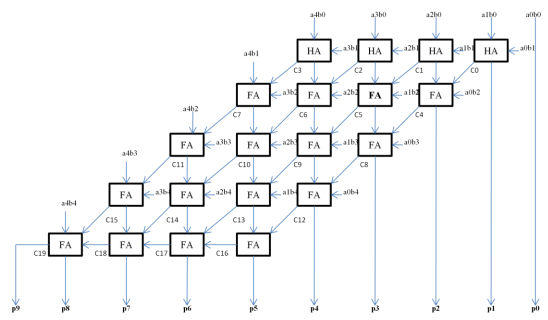 a4b0 a3b0 a2b0 a1b0 a0b0
HA a3b1 HA a2b1 HA a1b1 HA a0b1
a4b1 C3 C2 C1 C0
FA a3b2 FA a2b2 FA a1b2 FA a0b2
a4b2 C7 C6 C5 C4
FA a3b3 FA a2b3 FA a1b3 FA a0b3
a4b3 C11 C10 C9 C8
FA a3b4 FA a2b4 FA a1b4 FA a0b4
a4b4 C15 C14 C13 C12
FA FA FA FA
C19 C18 C17 C16
p9 p8 p7 p6 p5 p4 p3 p2 p1 p0